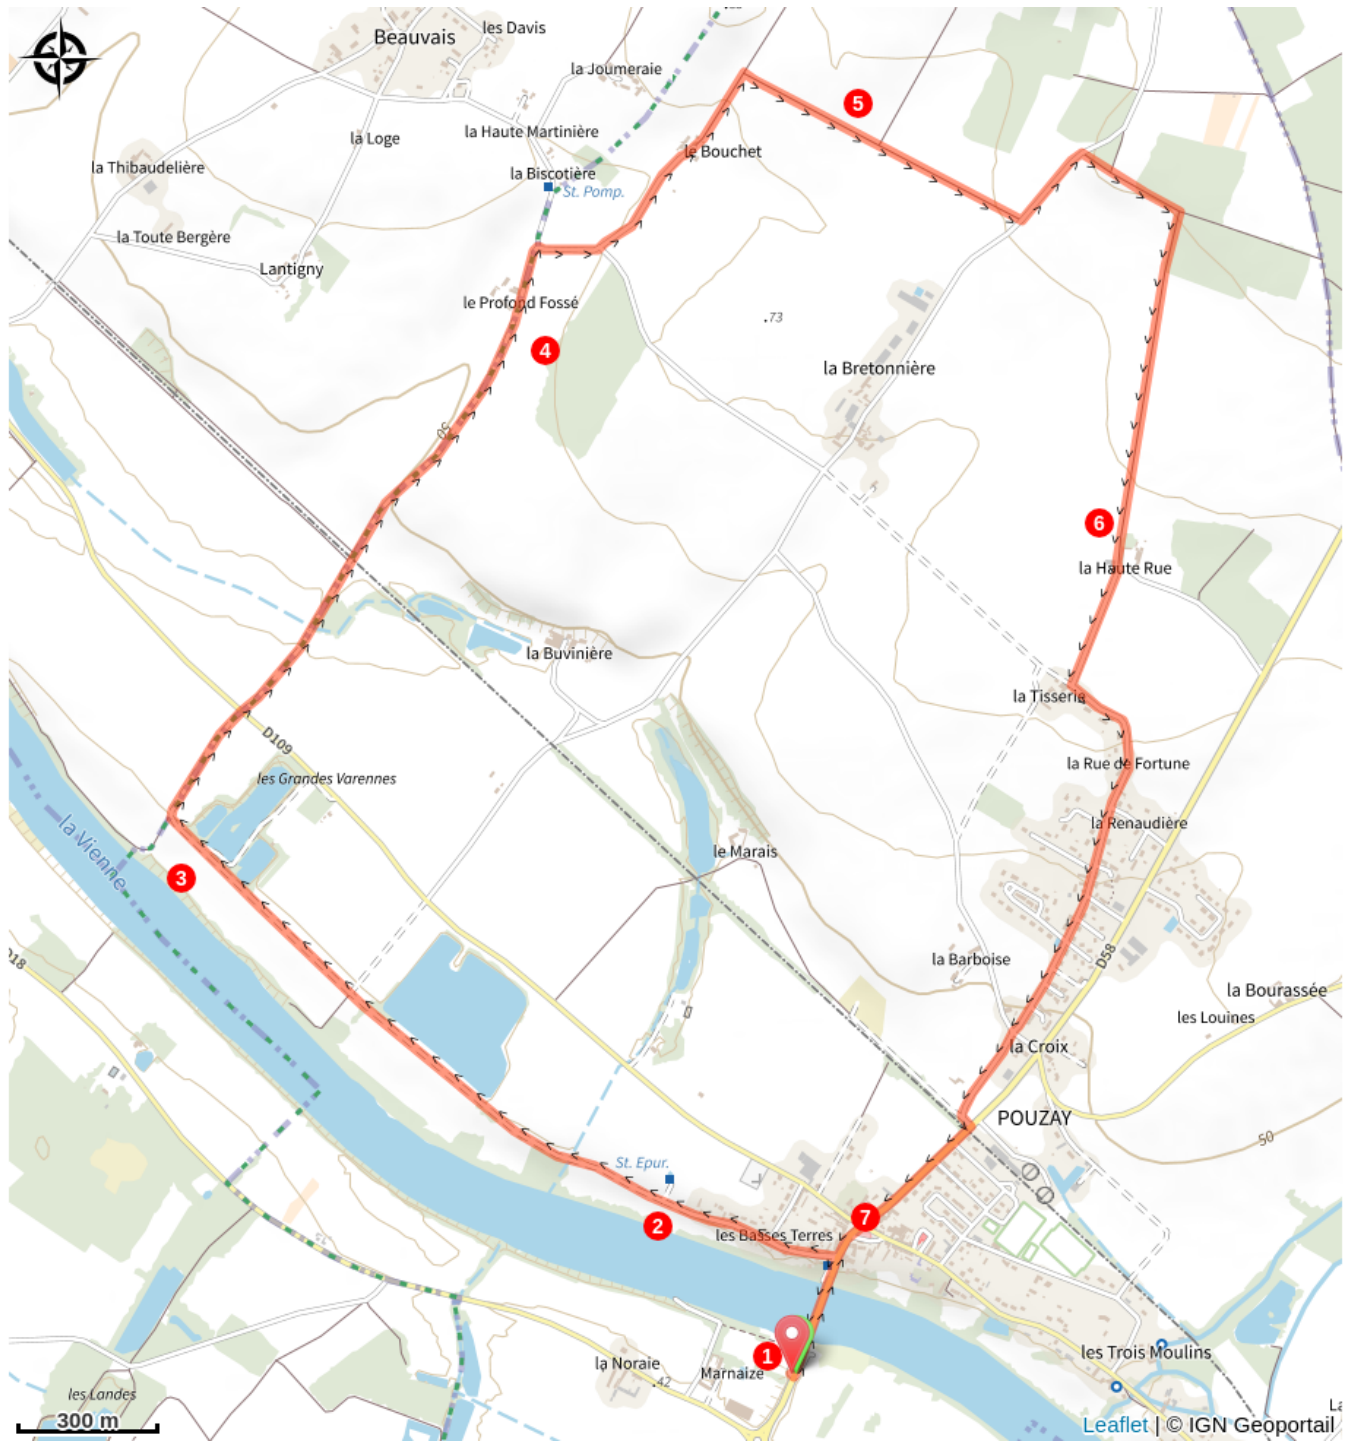 Beauvais
les Davis
la Joumeraie
5
la Haute Martinière
la Loge
le Bouchet
la Thibaudelière
la Biscotière
St. Pomp.
la Toute Bergère
Lantigny
le Profond Fossé
73
4
la Bretonnière
50
6
la Haute Rue
la Buvinière
la Tisserie
D109
la Rue de Fortune
les Grandes Varennes
la Renaudière
la Vienne
le Marais
3
D58
la Barboise
la Bourassée
les Louines
la Croix
POUZAY
50
St. Epur.
7
2
les Basses Terres
1
la Noraie
Marnaize
42
les Trois Moulins
les Landes
300 m
Leaflet | © IGN Geoportail